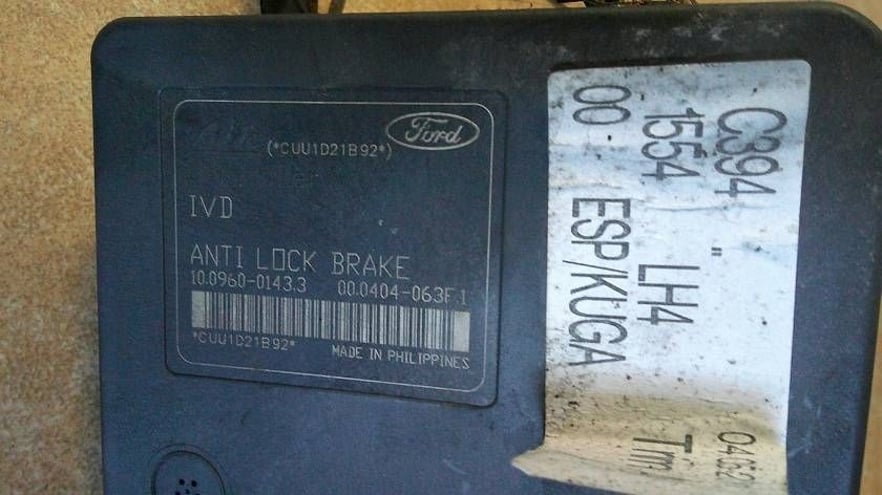 (*CUU1D21B92*) Ford
IVD
ANTI LOCK BRAKE
10.0960-0143.3 00.0404-063F.1
*CUU1D21B92*
MADE IN PHILIPPINES
C394 "
1554 LH4
00 ESP/KUGA